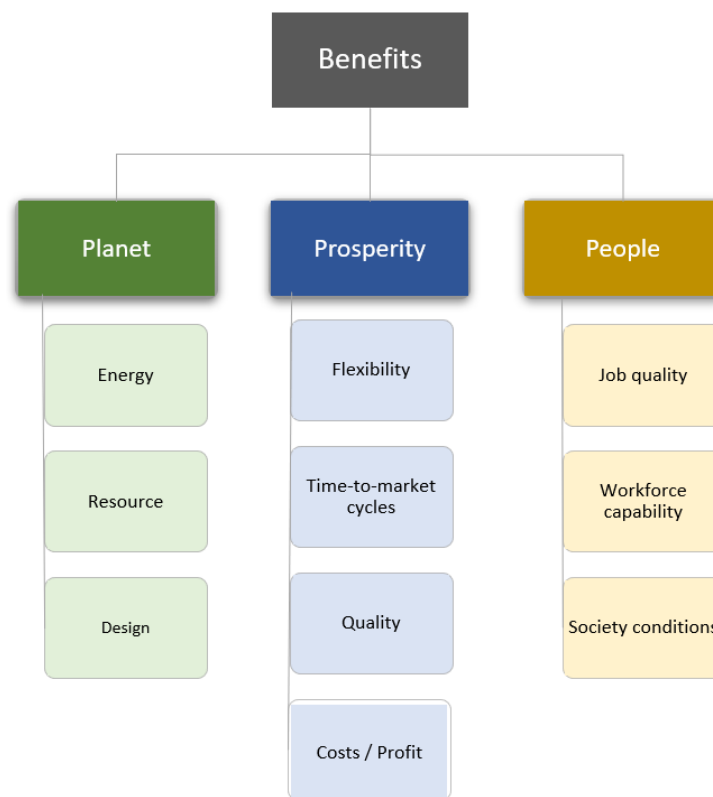 Benefits
Planet
Prosperity
People
Energy
Resource
Design
Flexibility
Time-to-market
cycles
Quality
Costs / Profit
Job quality
Workforce
capability
Society conditions